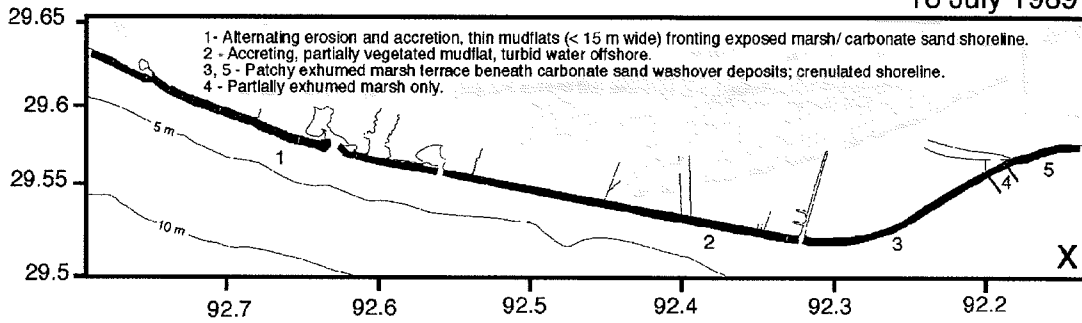 18 July 1989
29.65
1- Alternating erosion and accretion, thin mudflats (< 15 m wide) fronting exposed marsh/ carbonate sand shoreline.
2 - Accreting, partially vegetated mudflat, turbid water offshore.
3, 5 - Patchy exhumed marsh terrace beneath carbonate sand washover deposits; crenulated shoreline.
4 - Partially exhumed marsh only.
29.6
5 m
1
29.55
5
4
10 m
2
3
X
29.5
92.7
92.6
92.5
92.4
92.3
92.2